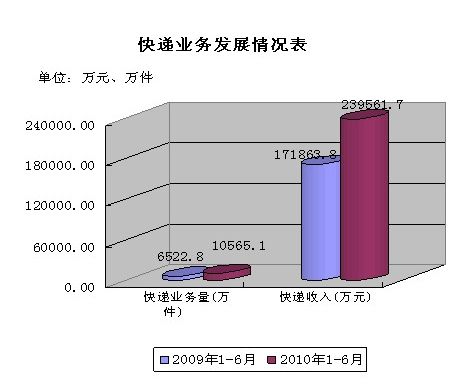 快递业务发展情况表
单位：万元、万件
240000.00
180000.00
120000.00
60000.00
0.00
6522.8
10565.1
171863.8
239561.7
快递业务量(万
件)
快递收入(万元)
2009年1-6月
2010年1-6月